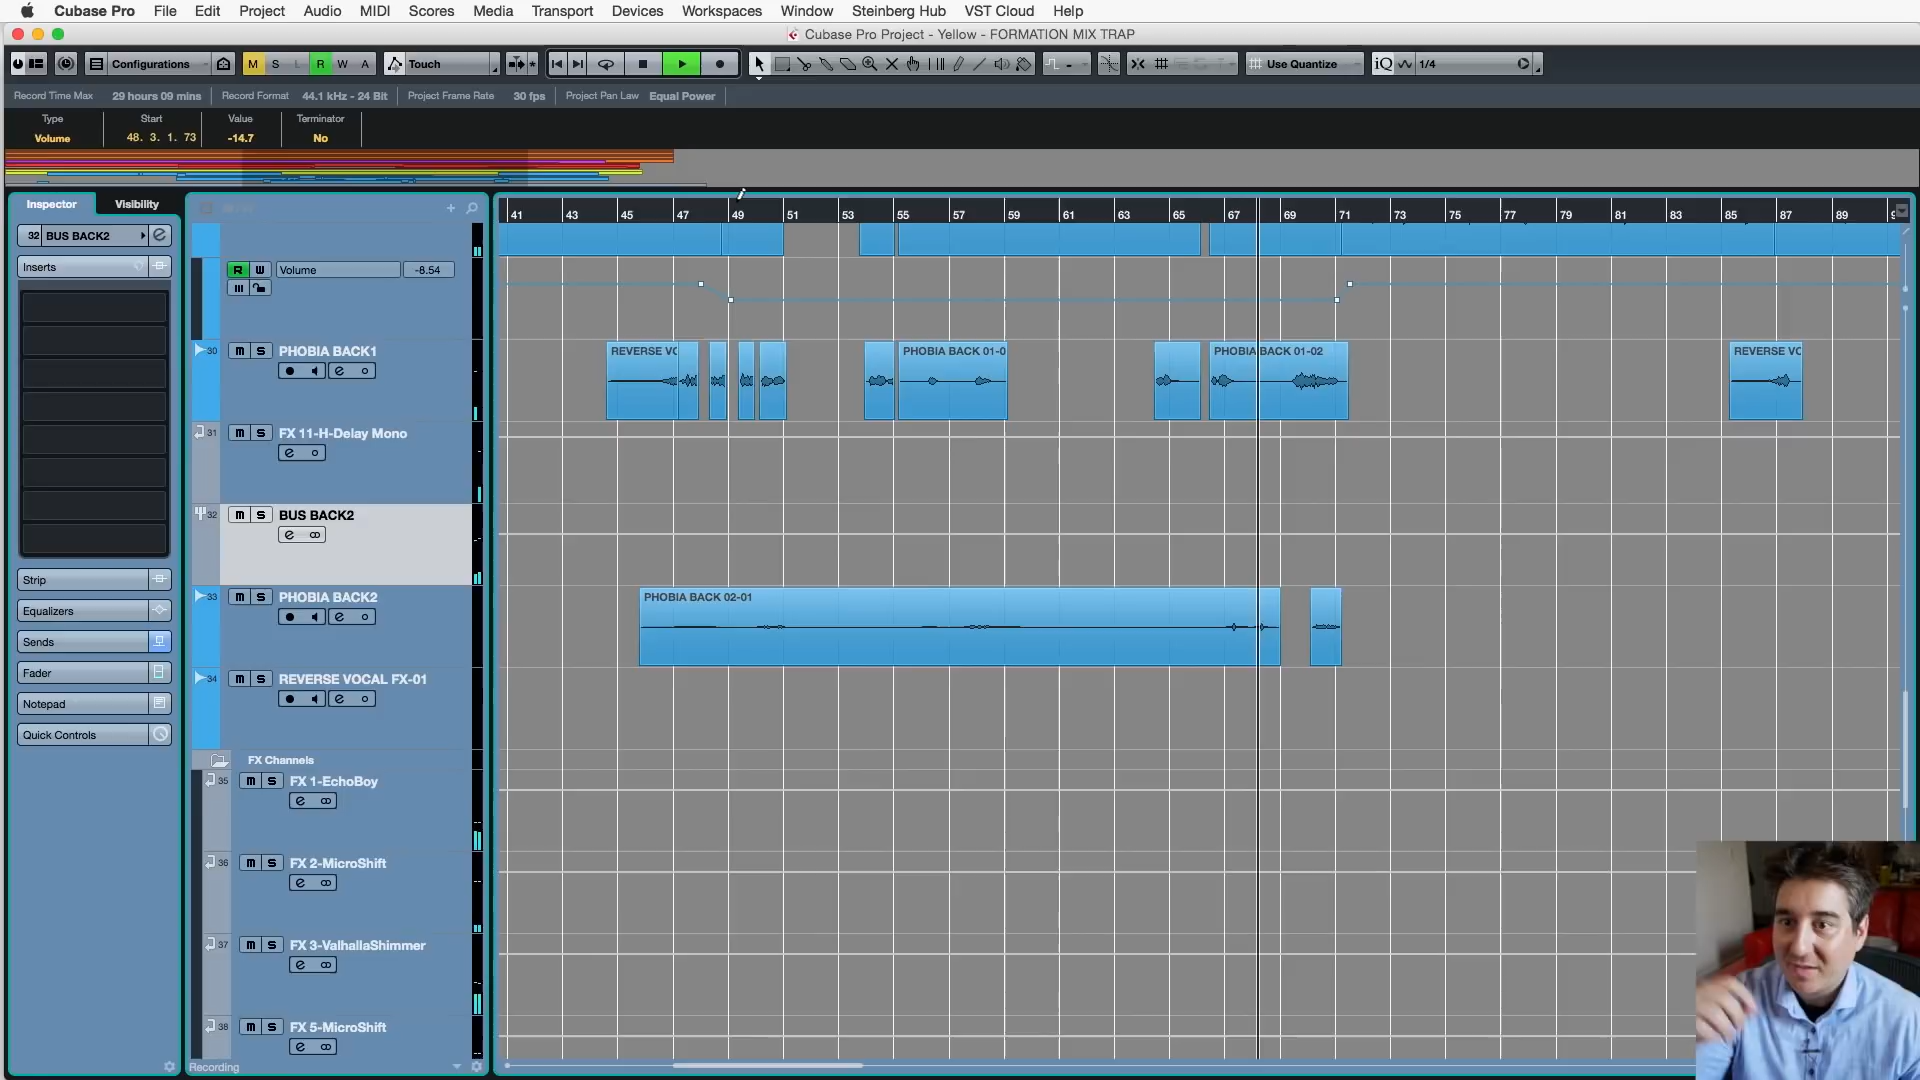 Cubase Pro File Edit Project Audio MIDI Scores Media Transport Devices Workspaces Window Steinberg Hub VST Cloud Help
Cubase Pro Project - Yellow - FORMATION MIX TRAP
Configurations M S L R W A Touch Use Quantize iQ 1/4
Record Time Max 29 hours 09 mins Record Format 44.1 kHz - 24 Bit Project Frame Rate 30 fps Project Pan Law Equal Power
Type Start Value Terminator
Volume 48. 3. 1. 73 -14.7 No
Inspector Visibility
41 43 45 47 49 51 53 55 57 59 61 63 65 67 69 71 73 75 77 79 81 83 85 87 89
32 BUS BACK2
Inserts
R W Volume -8.54
30 m S PHOBIA BACK1
REVERSE VC PHOBIA BACK 01-0 PHOBIA BACK 01-02 REVERSE VC
31 m S FX 11-H-Delay Mono
32 m S BUS BACK2
Strip
33 m S PHOBIA BACK2
PHOBIA BACK 02-01
Equalizers
Sends
Fader
34 m S REVERSE VOCAL FX-01
Notepad
Quick Controls
FX Channels
35 m S FX 1-EchoBoy
36 m S FX 2-MicroShift
37 m S FX 3-ValhallaShimmer
38 m S FX 5-MicroShift
Recording